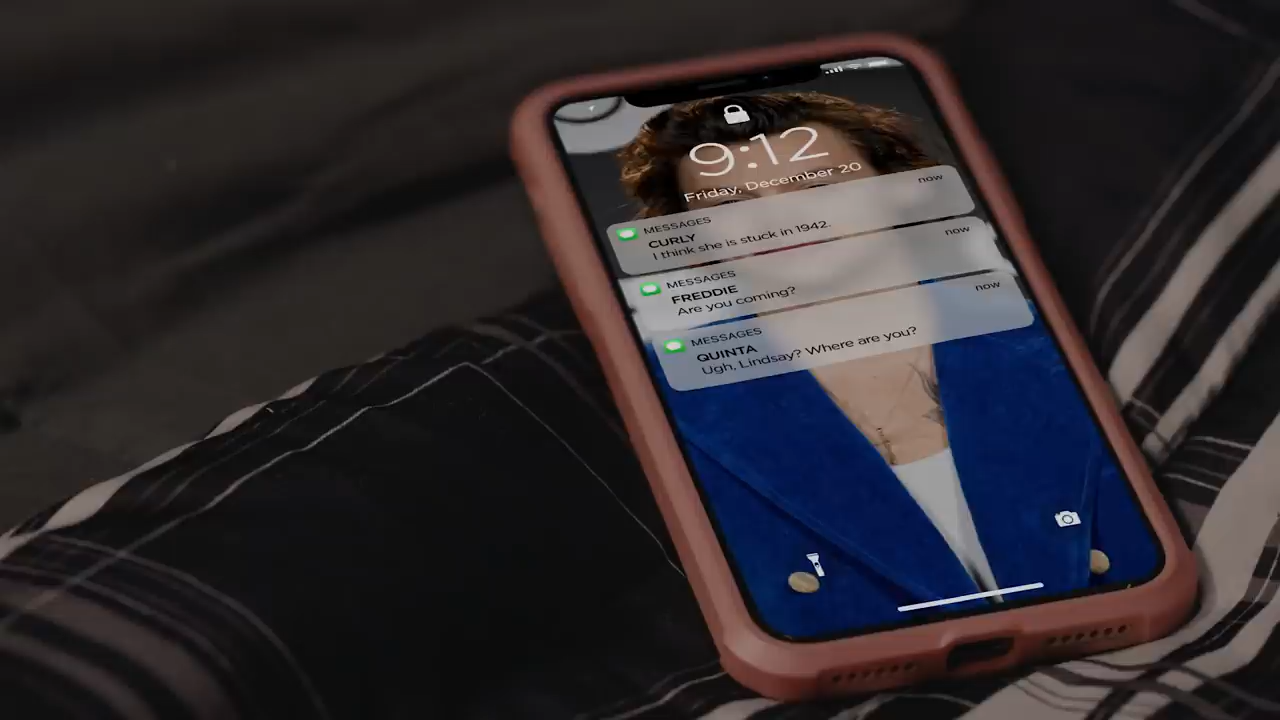 9:12
Friday, December 20
MESSAGES
now
CURLY
I think she is stuck in 1942.
MESSAGES
now
FREDDIE
Are you coming?
MESSAGES
now
QUINTA
Ugh, Lindsay? Where are you?